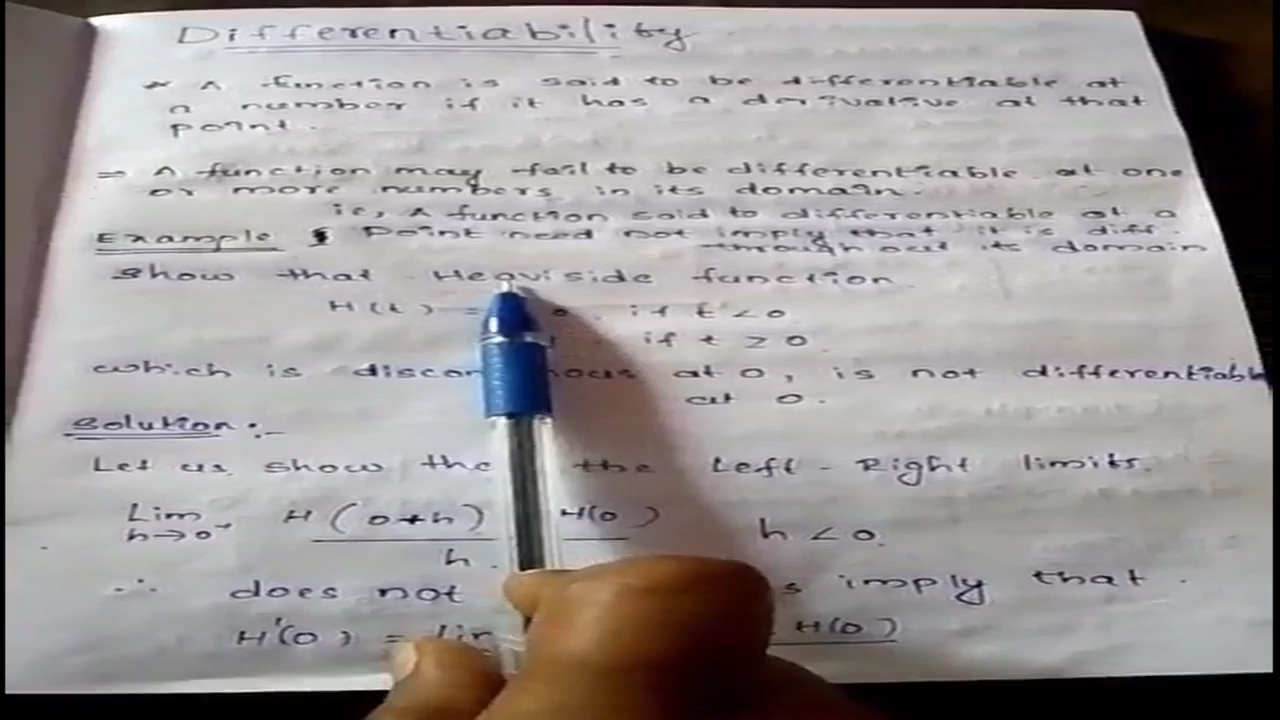 Differentiability
* A function is said to be differentiable at
a number if it has a derivative at that
point.
⇒ A function may fail to be differentiable at one
or more numbers in its domain.
ie, A function said to differentiable at a
Example Point need not imply that it is diff.
through out its domain
Show that Heaviside function
H(t) = 0. if t < 0
if t ≥ 0
which is at 0, is not differentiable
at 0.
Solution :-
Let us show the the Left - Right limits.
Lim H(0+h) H(0) h < 0.
h→0
h.
∴ does not imply that
H'(0) = lim H(0)